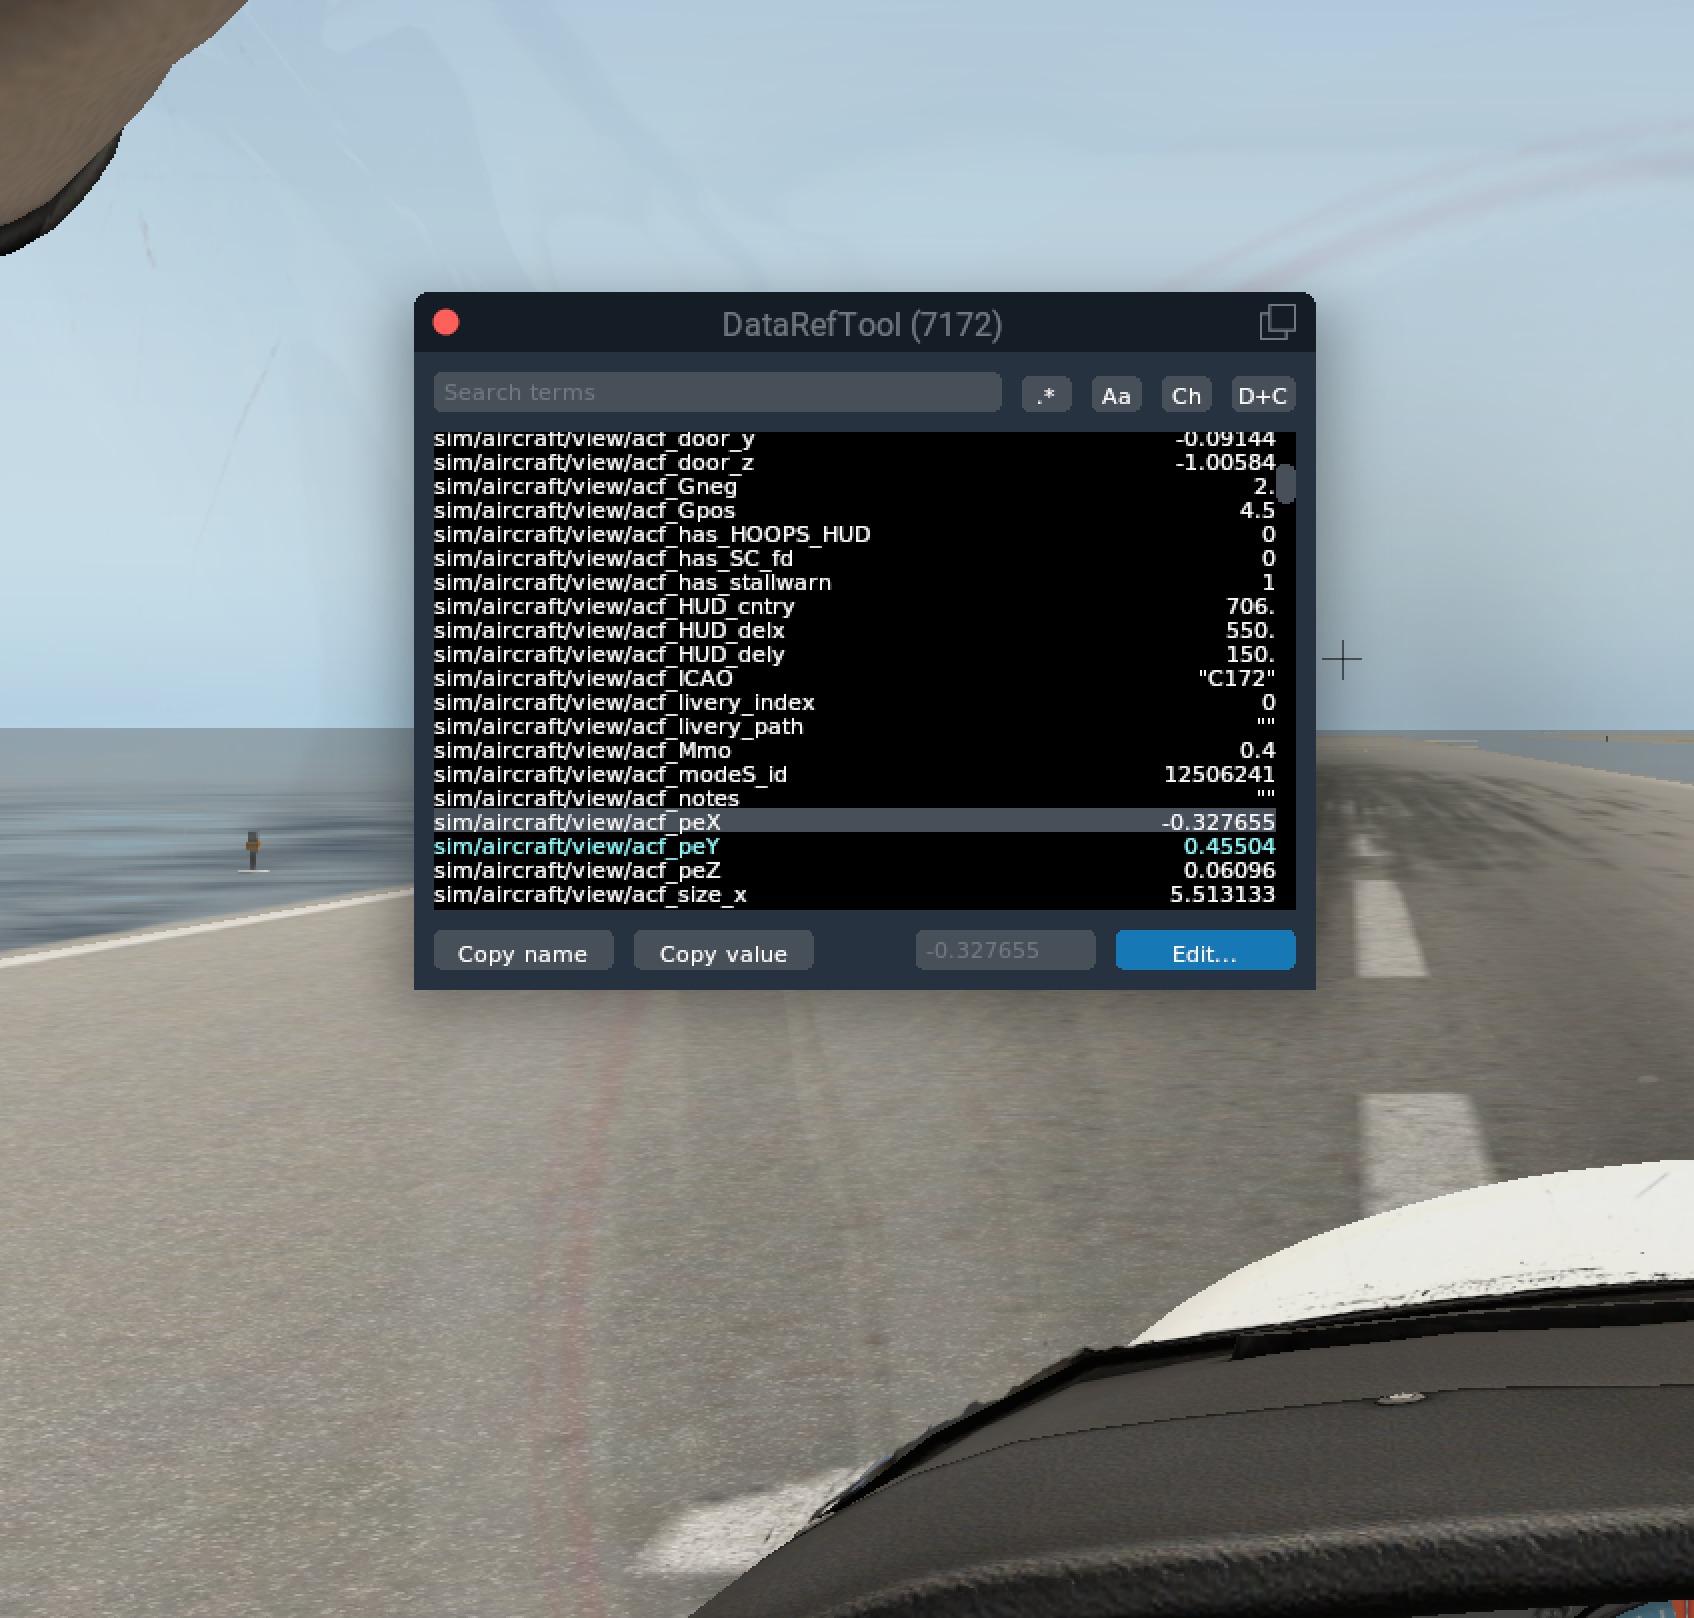 DataRefTool (7172)
Search terms .* Aa Ch D+C
sim/aircraft/view/acf_door_y -0.09144
sim/aircraft/view/acf_door_z -1.00584
sim/aircraft/view/acf_Gneg 2.
sim/aircraft/view/acf_Gpos 4.5
sim/aircraft/view/acf_has_HOOPS_HUD 0
sim/aircraft/view/acf_has_SC_fd 0
sim/aircraft/view/acf_has_stallwarn 1
sim/aircraft/view/acf_HUD_cntry 706.
sim/aircraft/view/acf_HUD_delx 550.
sim/aircraft/view/acf_HUD_dely 150.
sim/aircraft/view/acf_ICAO "C172"
sim/aircraft/view/acf_livery_index 0
sim/aircraft/view/acf_livery_path ""
sim/aircraft/view/acf_Mmo 0.4
sim/aircraft/view/acf_modeS_id 12506241
sim/aircraft/view/acf_notes ""
sim/aircraft/view/acf_peX -0.327655
sim/aircraft/view/acf_peY 0.45504
sim/aircraft/view/acf_peZ 0.06096
sim/aircraft/view/acf_size_x 5.513133
Copy name Copy value -0.327655 Edit...